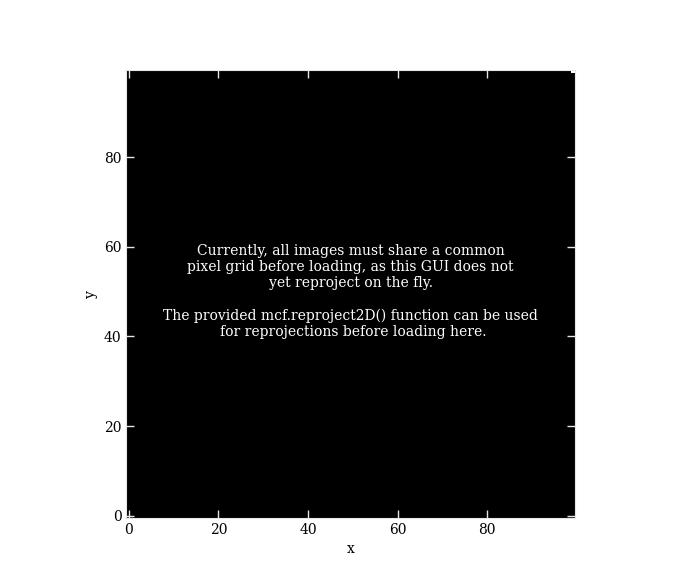 80
60
40
20
0
y
Currently, all images must share a common
pixel grid before loading, as this GUI does not
yet reproject on the fly.
The provided mcf.reproject2D() function can be used
for reprojections before loading here.
0 20 40 60 80
x